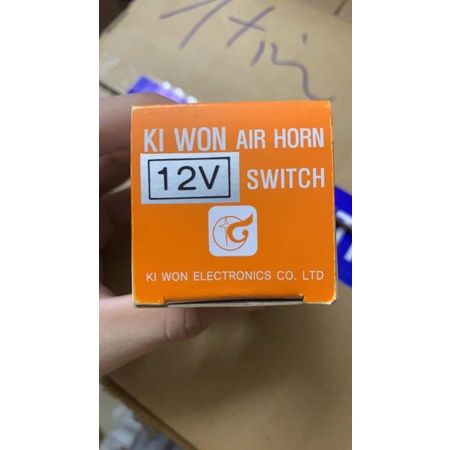 KI WON AIR HORN
12V SWITCH
KI WON ELECTRONICS CO. LTD